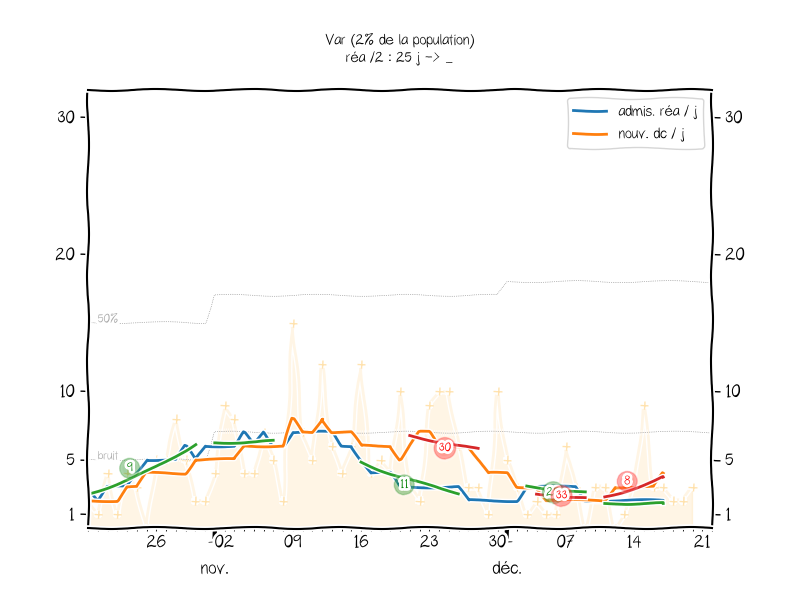 Var (2% de la population)
réa /2 : 25 j -> _
admis. réa / j
nouv. dc / j
30 30
20 20
50%
10 10
bruit
5 5
9
30
11
33
8
1 1
26 02 09 16 23 30 07 14 21
nov. déc.